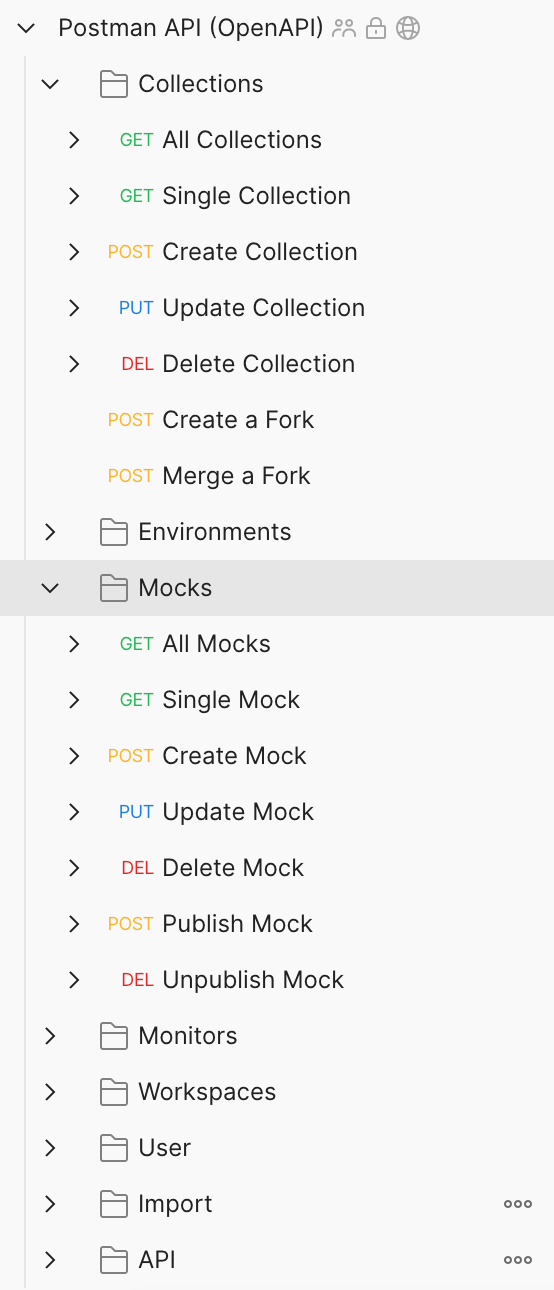 Postman API (OpenAPI)
Collections
GET All Collections
GET Single Collection
POST Create Collection
PUT Update Collection
DEL Delete Collection
POST Create a Fork
POST Merge a Fork
Environments
Mocks
GET All Mocks
GET Single Mock
POST Create Mock
PUT Update Mock
DEL Delete Mock
POST Publish Mock
DEL Unpublish Mock
Monitors
Workspaces
User
Import
API